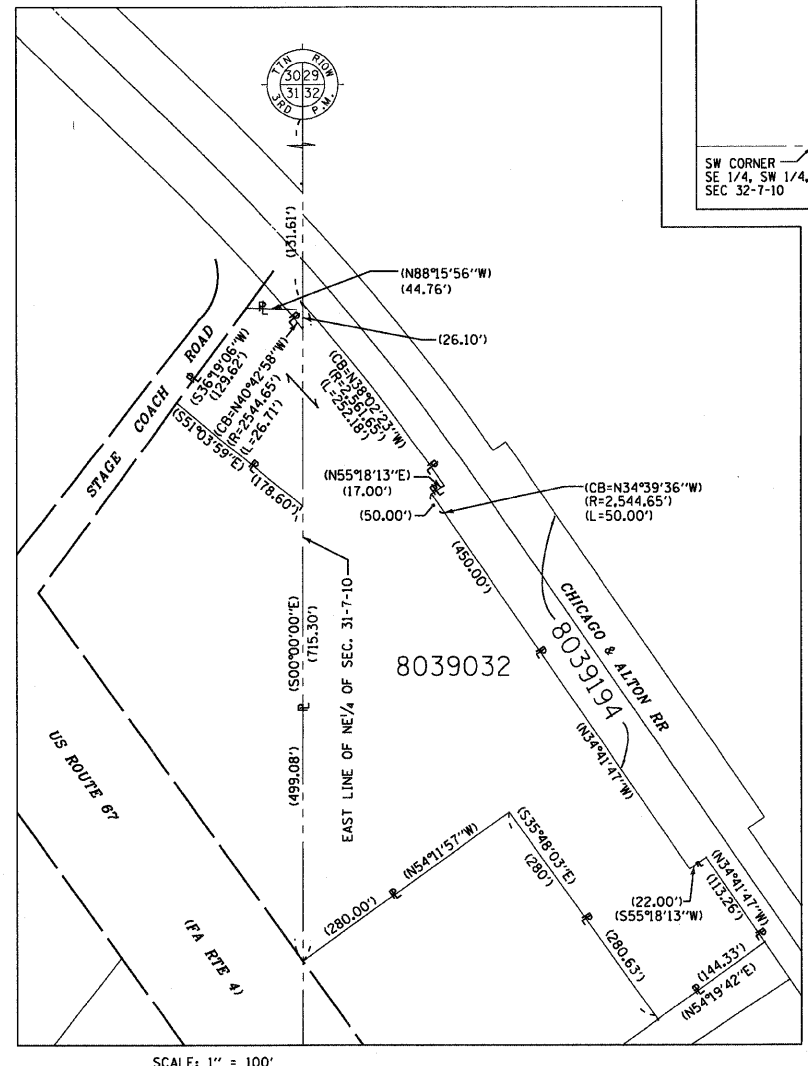 TTN R10W
30 29
31 32
3RD P.M.
SW CORNER
SE 1/4, SW 1/4,
SEC 32-7-10
(131.61')
(N88°15'56"W)
(44.76')
(26.10')
STAGE COACH ROAD
(S36°19'06"W)
(129.62')
(CB=N40°42'58"W)
(R=2544.65')
(L=26.71')
(CB=N38°02'23"W)
(R=2,561.65')
(L=252.18')
(S51°03'59"E)
(178.60')
(N55°18'13"E)
(17.00')
(50.00')
(CB=N34°39'36"W)
(R=2,544.65')
(L=50.00')
(450.00')
CHICAGO & ALTON RR
8039194
8039032
(S00°00'00"E)
(715.30')
EAST LINE OF NE1/4 OF SEC. 31-7-10
(499.08')
(N34°41'47"W)
US ROUTE 67
(FA RTE 4)
(N54°11'57"W)
(280.00')
(S35°48'03"E)
(280')
(280.63')
(22.00')
(S55°18'13"W)
(N34°41'47"W)
(113.26')
(144.33')
(N54°19'42"E)
SCALE: 1" = 100'